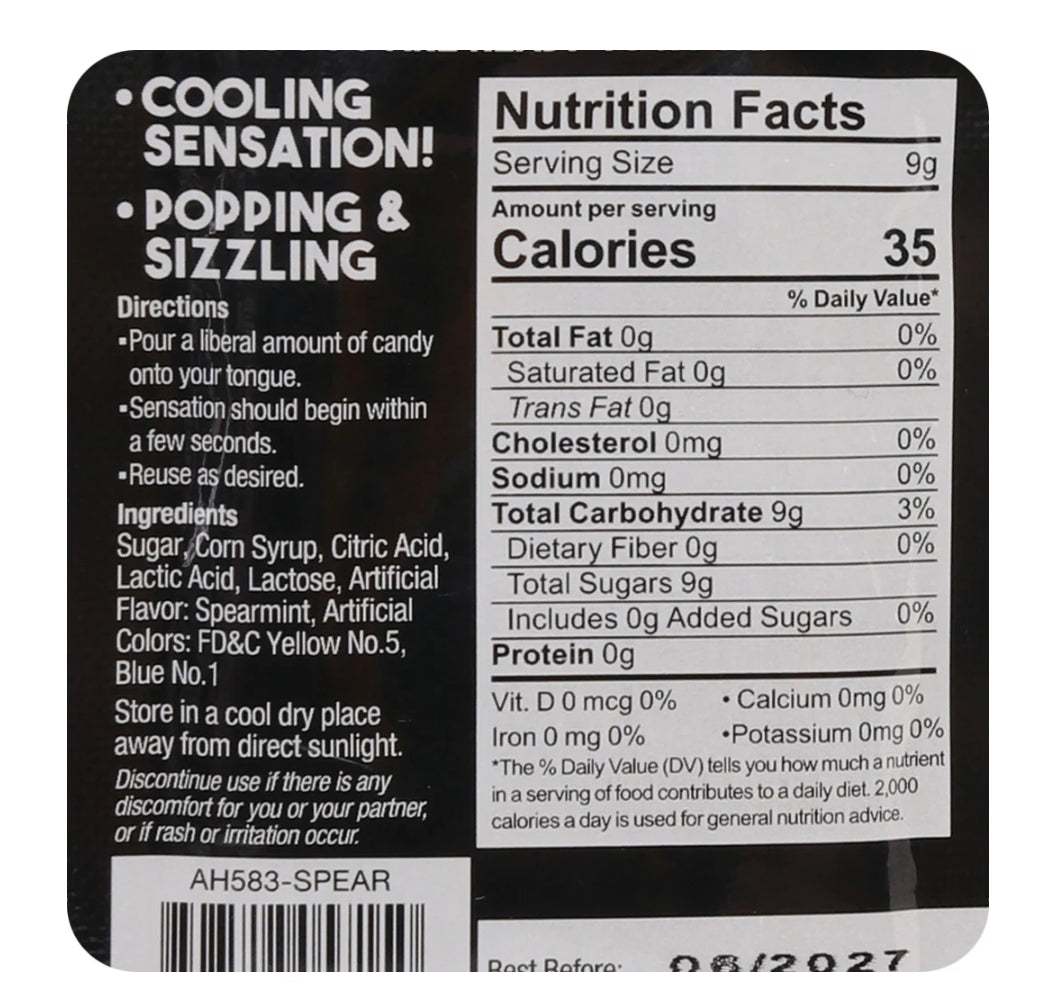 • COOLING
SENSATION!
• POPPING &
SIZZLING
Directions
▪Pour a liberal amount of candy
onto your tongue.
▪Sensation should begin within
a few seconds.
▪Reuse as desired.
Ingredients
Sugar, Corn Syrup, Citric Acid,
Lactic Acid, Lactose, Artificial
Flavor: Spearmint, Artificial
Colors: FD&C Yellow No.5,
Blue No.1
Store in a cool dry place
away from direct sunlight.
Discontinue use if there is any
discomfort for you or your partner,
or if rash or irritation occur.
AH583-SPEAR
Nutrition Facts
Serving Size 9g
Amount per serving
Calories 35
% Daily Value*
Total Fat 0g 0%
Saturated Fat 0g 0%
Trans Fat 0g
Cholesterol 0mg 0%
Sodium 0mg 0%
Total Carbohydrate 9g 3%
Dietary Fiber 0g 0%
Total Sugars 9g
Includes 0g Added Sugars 0%
Protein 0g
Vit. D 0 mcg 0% • Calcium 0mg 0%
Iron 0 mg 0% •Potassium 0mg 0%
*The % Daily Value (DV) tells you how much a nutrient
in a serving of food contributes to a daily diet. 2,000
calories a day is used for general nutrition advice.
Best Before: 06/2027